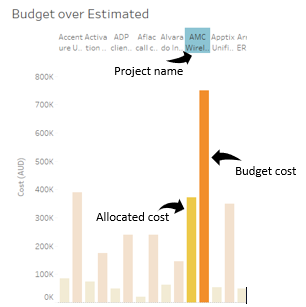 Budget over Estimated
Accent Activa ADP Aflac Alvara AMC Apptix Ari
ure U.. tion .. clien.. call c.. do In.. Wirel.. Unifi.. ER
Project name
800K
700K
600K
500K
400K
300K
200K
100K
0K
Cost (AUD)
Budget cost
Allocated cost